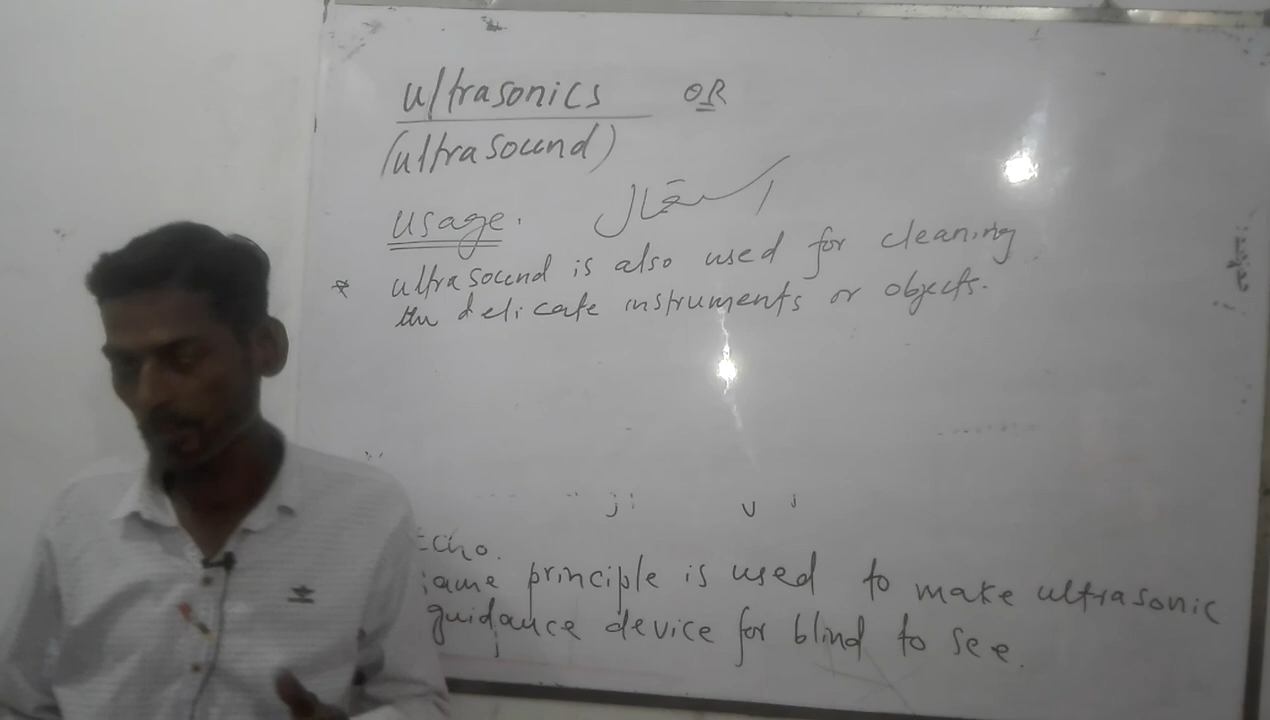 ultrasonics OR
(ultrasound)
usage. استعمال
* ultrasound is also used for cleaning
the delicate instruments or objects.
Echo.
same principle is used to make ultrasonic
guidance device for blind to see.